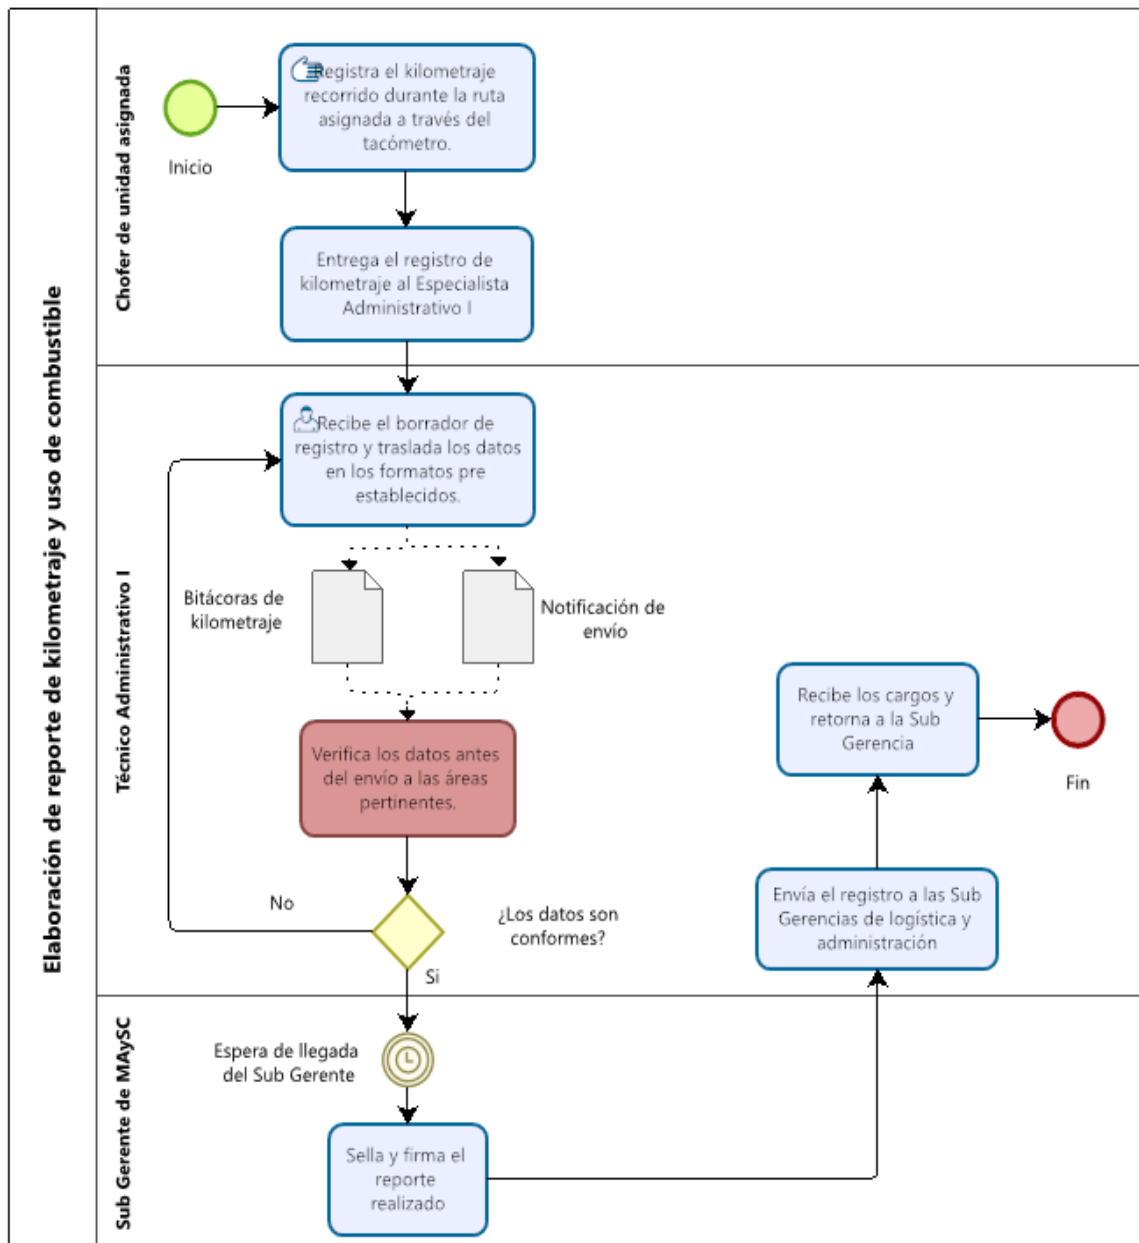 Elaboración de reporte de kilometraje y uso de combustible
Chofer de unidad asignada
Inicio
Registra el kilometraje
recorrido durante la ruta
asignada a través del
tacómetro.
Entrega el registro de
kilometraje al Especialista
Administrativo I
Técnico Administrativo I
Recibe el borrador de
registro y traslada los datos
en los formatos pre
establecidos.
Bitácoras de
kilometraje
Notificación de
envío
Verifica los datos antes
del envío a las áreas
pertinentes.
No
¿Los datos son
conformes?
Si
Recibe los cargos y
retorna a la Sub
Gerencia
Fin
Envía el registro a las Sub
Gerencias de logística y
administración
Sub Gerente de MAySC
Espera de llegada
del Sub Gerente
Sella y firma el
reporte
realizado